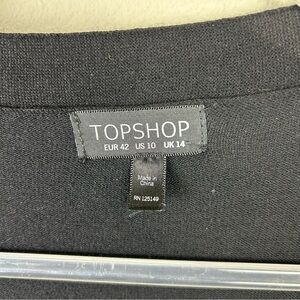 TOPSHOP
EUR 42 US 10 UK 14
Made in
China
RN 125149